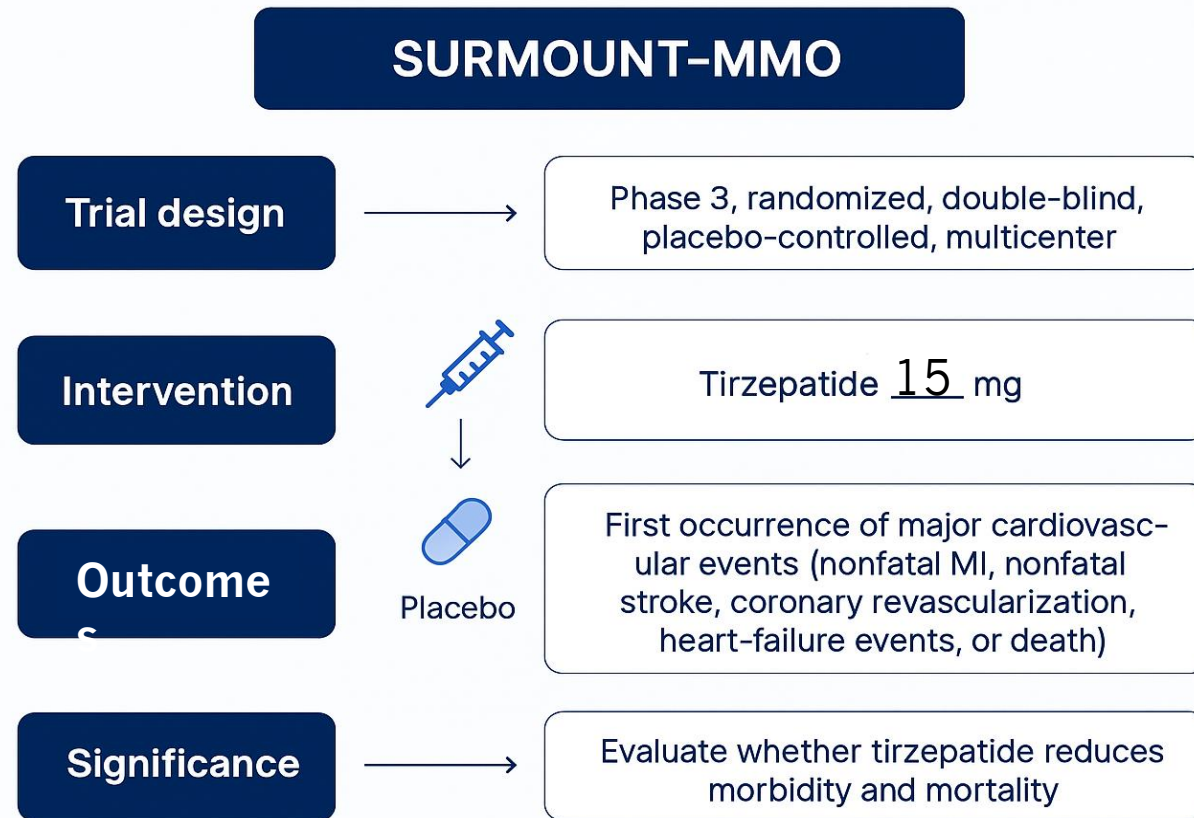 SURMOUNT-MMO
Trial design
Phase 3, randomized, double-blind,
placebo-controlled, multicenter
Intervention
Tirzepatide 15 mg
Outcome
s
Placebo
First occurrence of major cardiovasc-
ular events (nonfatal MI, nonfatal
stroke, coronary revascularization,
heart-failure events, or death)
Significance
Evaluate whether tirzepatide reduces
morbidity and mortality